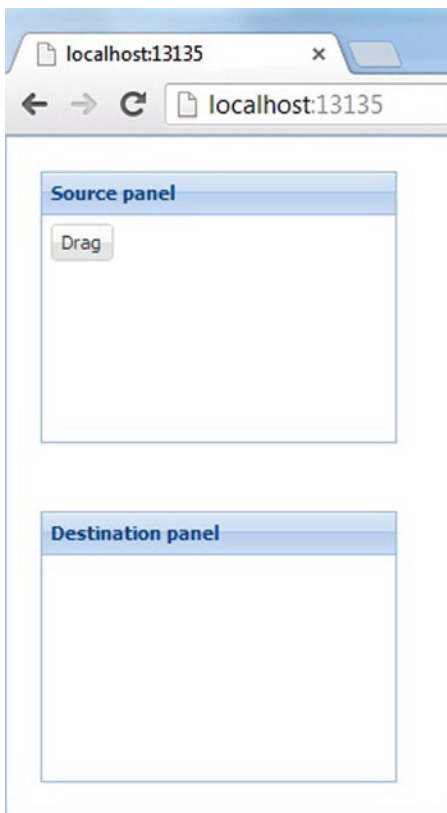 localhost:13135
localhost:13135
Source panel
Drag
Destination panel